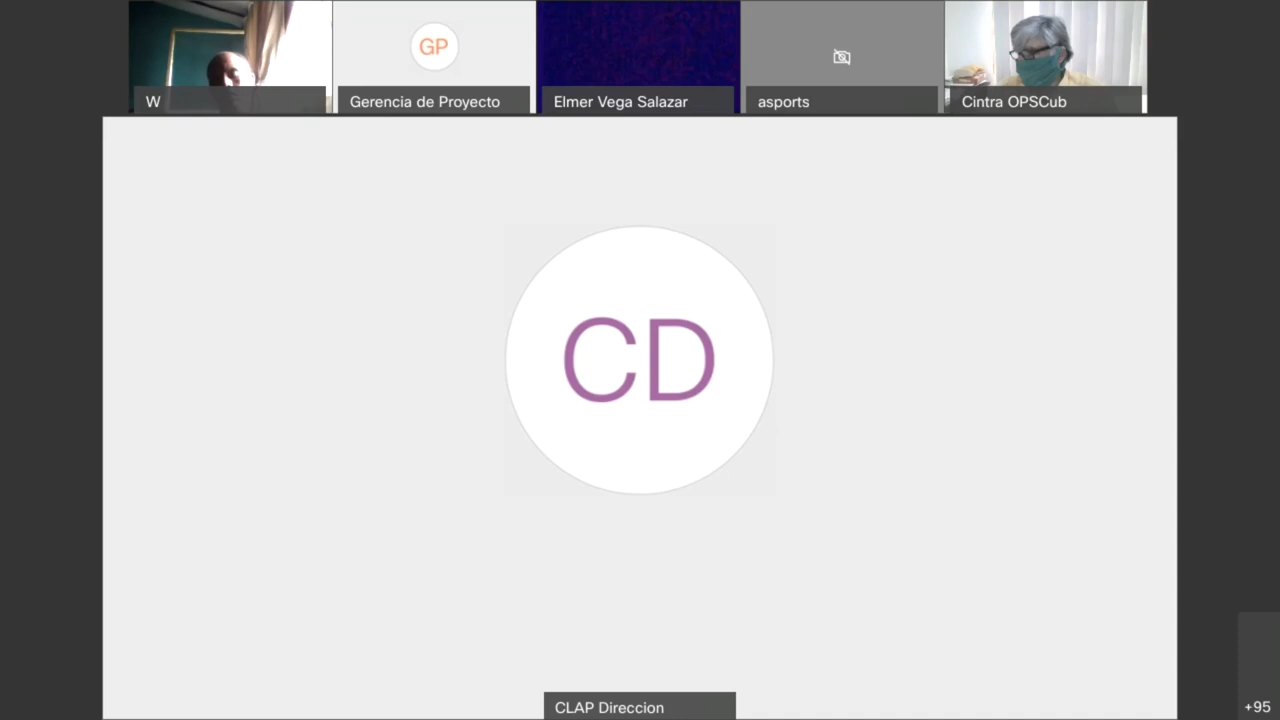 GP
W
Gerencia de Proyecto
Elmer Vega Salazar
asports
Cintra OPSCub
CD
CLAP Direccion
+95